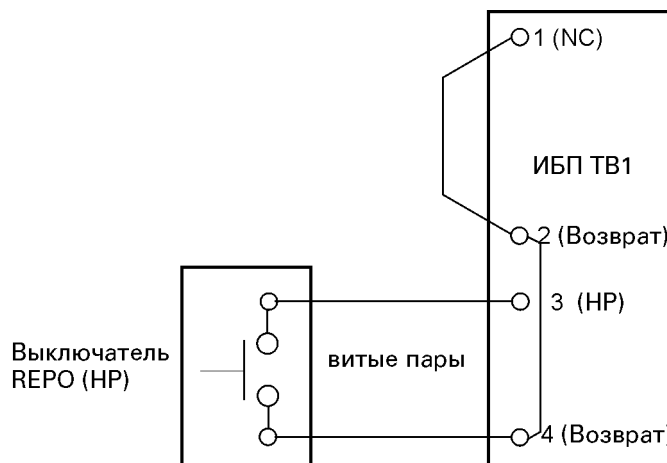 1 (NC)
ИБП ТВ1
2 (Возврат)
3 (НР)
Выключатель
REPO (НР)
витые пары
4 (Возврат)